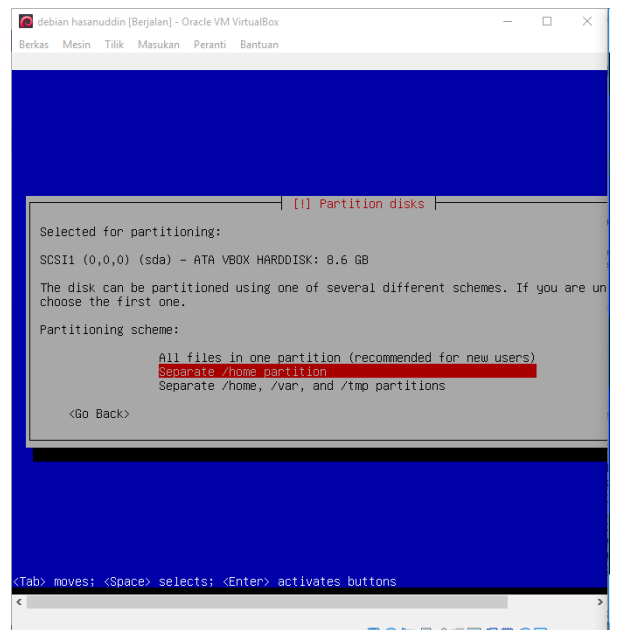 debian hasanuddin [Berjalan] - Oracle VM VirtualBox
Berkas Mesin Tilik Masukan Peranti Bantuan
[!] Partition disks
Selected for partitioning:
SCSI1 (0,0,0) (sda) - ATA VBOX HARDDISK: 8.6 GB
The disk can be partitioned using one of several different schemes. If you are un
choose the first one.
Partitioning scheme:
All files in one partition (recommended for new users)
Separate /home partition
Separate /home, /var, and /tmp partitions
<Go Back>
<Tab> moves; <Space> selects; <Enter> activates buttons